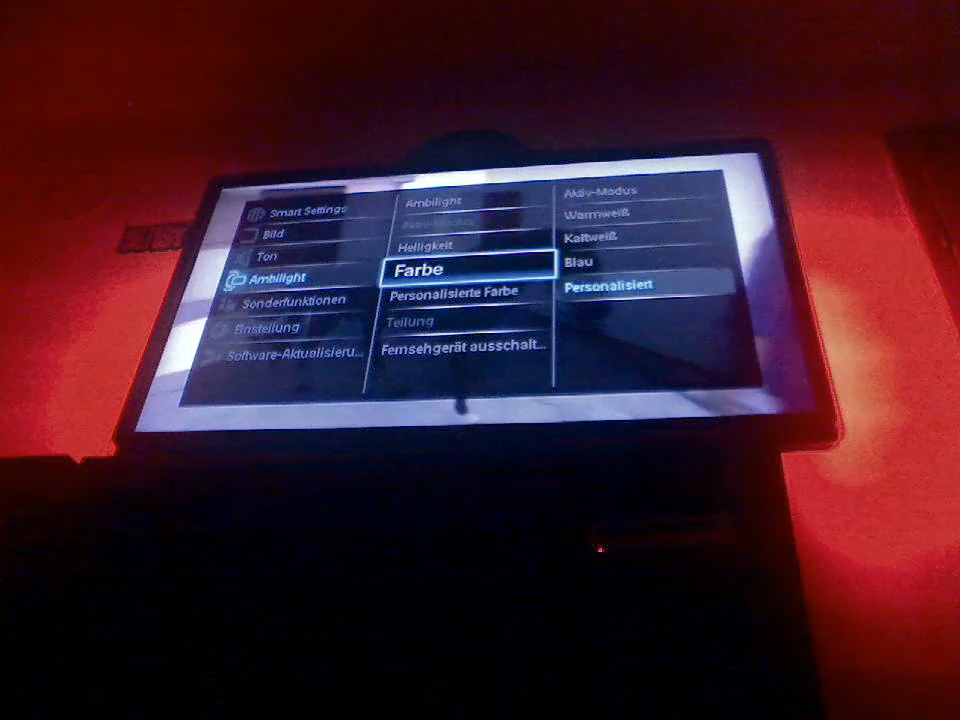 Smart Settings
Bild
Ton
Ambilight
Sonderfunktionen
Einstellung
Software-Aktualisieru...
Ambilight
Helligkeit
Farbe
Personalisierte Farbe
Teilung
Fernsehgerät ausschalt...
Aktiv-Modus
Warmweiß
Kaltweiß
Blau
Personalisiert